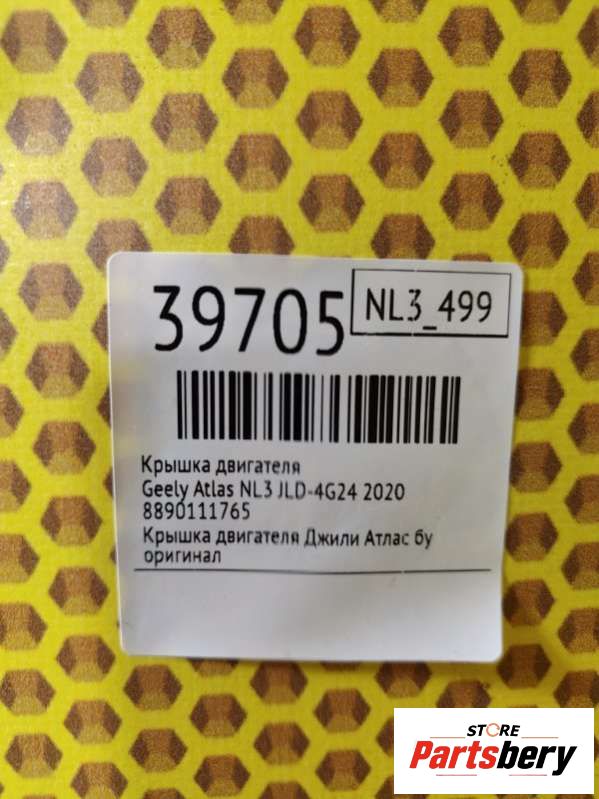 39705
NL3_499
Крышка двигателя
Geely Atlas NL3 JLD-4G24 2020
8890111765
Крышка двигателя Джили Атлас бу
оригинал
STORE
Partsbery